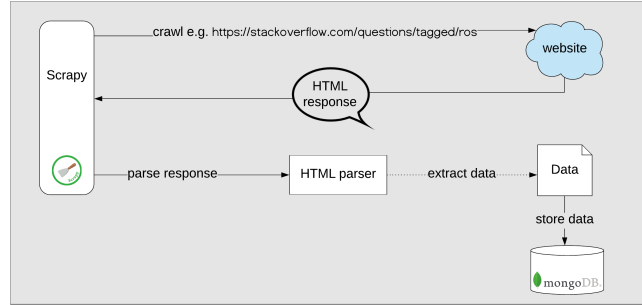 crawl e.g. https://stackoverflow.com/questions/tagged/ros
website
Scrapy
HTML
response
parse response
HTML parser
extract data
Data
store data
mongoDB.